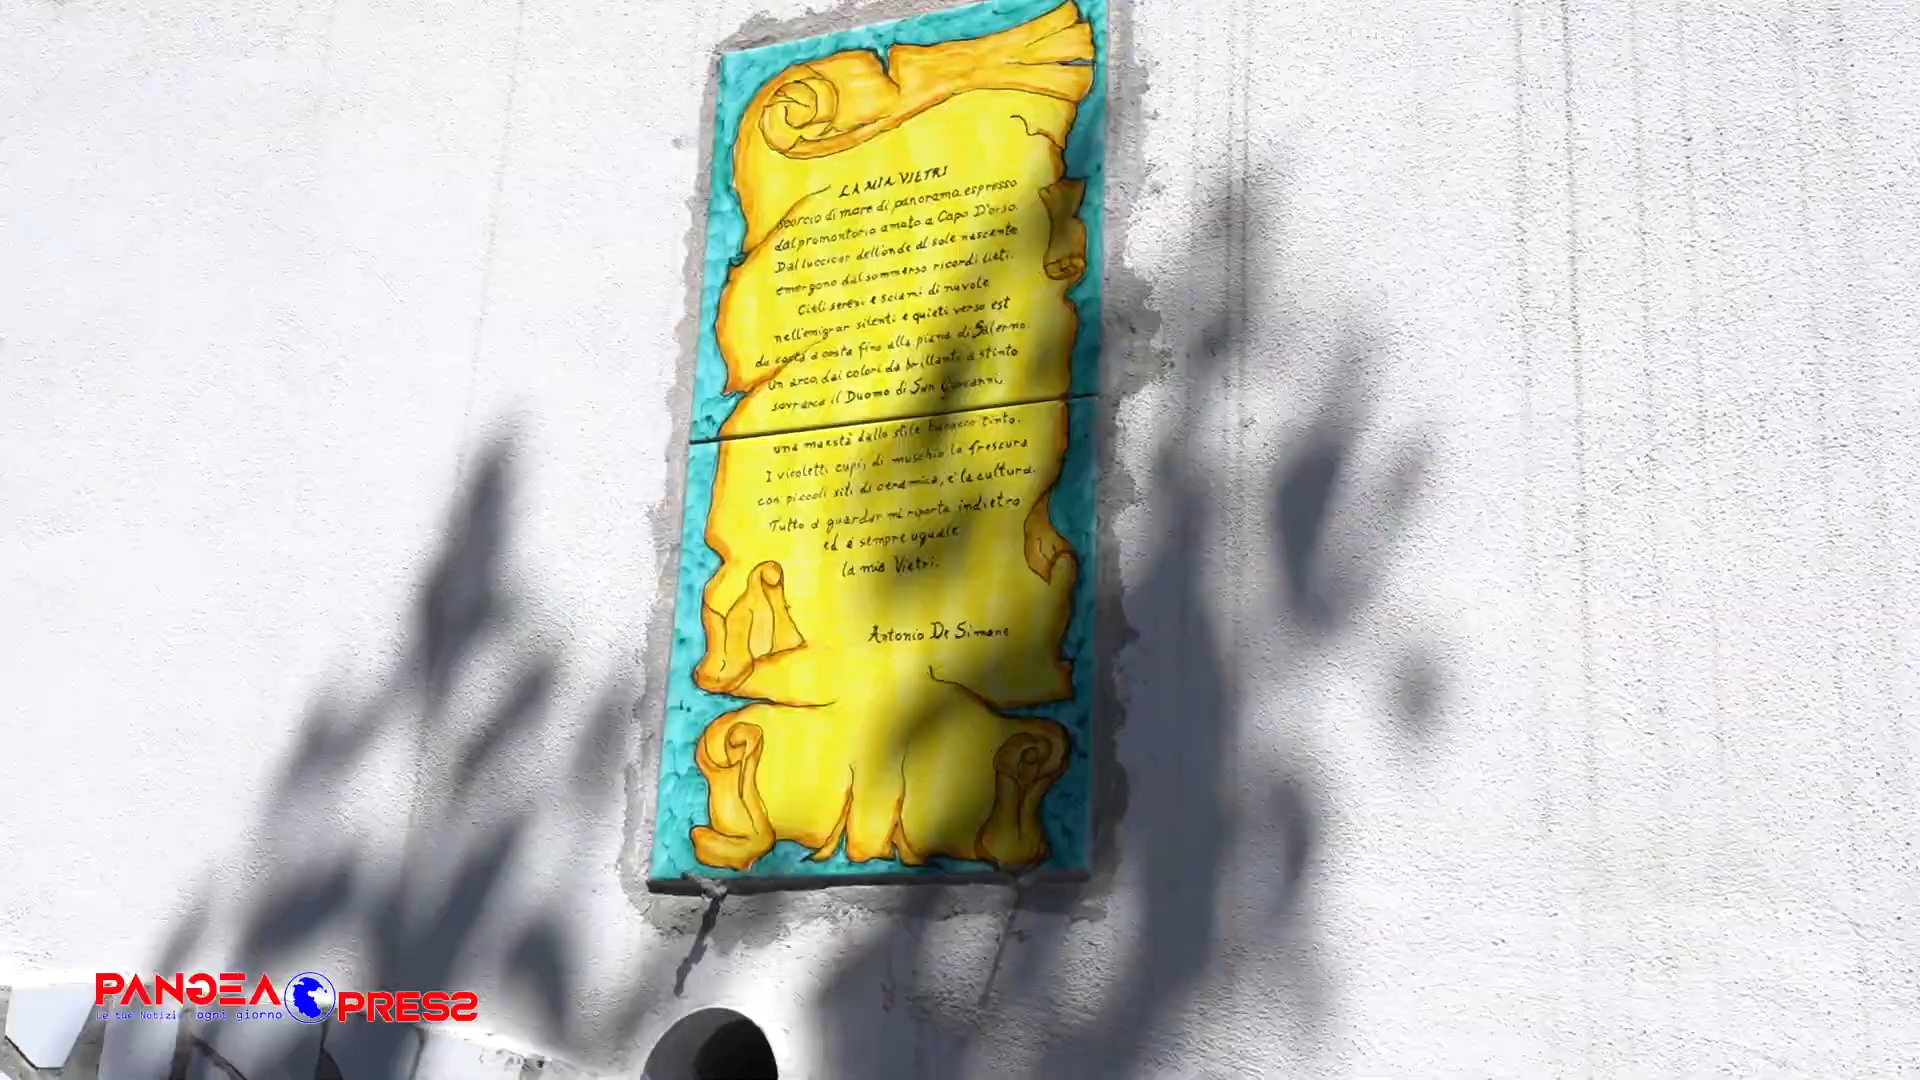 LA MIA VIETRI
Scorcio di mare di panorama espresso
dal promontorio amato a Capo D'orso.
Dal luccicar dell'onde al sole nascente
emergono dal sommerso ricordi lieti.
Cieli sereni e sciami di nuvole
nell'emigrar silenti e quieti verso est
da costa a costa fino alla piana di Salerno.
Un arco, dai colori da brillanti a stinto
sovrarca il Duomo di San Giovanni,
una maestà dallo stile barocco tinto.
I vicoletti cupi, di muschio la frescura
con piccoli siti di ceramica, è la cultura.
Tutto a guardar mi riporta indietro
ed è sempre uguale
la mia Vietri.
Antonio De Simone
PANGEA PRESS
Le tue Notizie ogni giorno